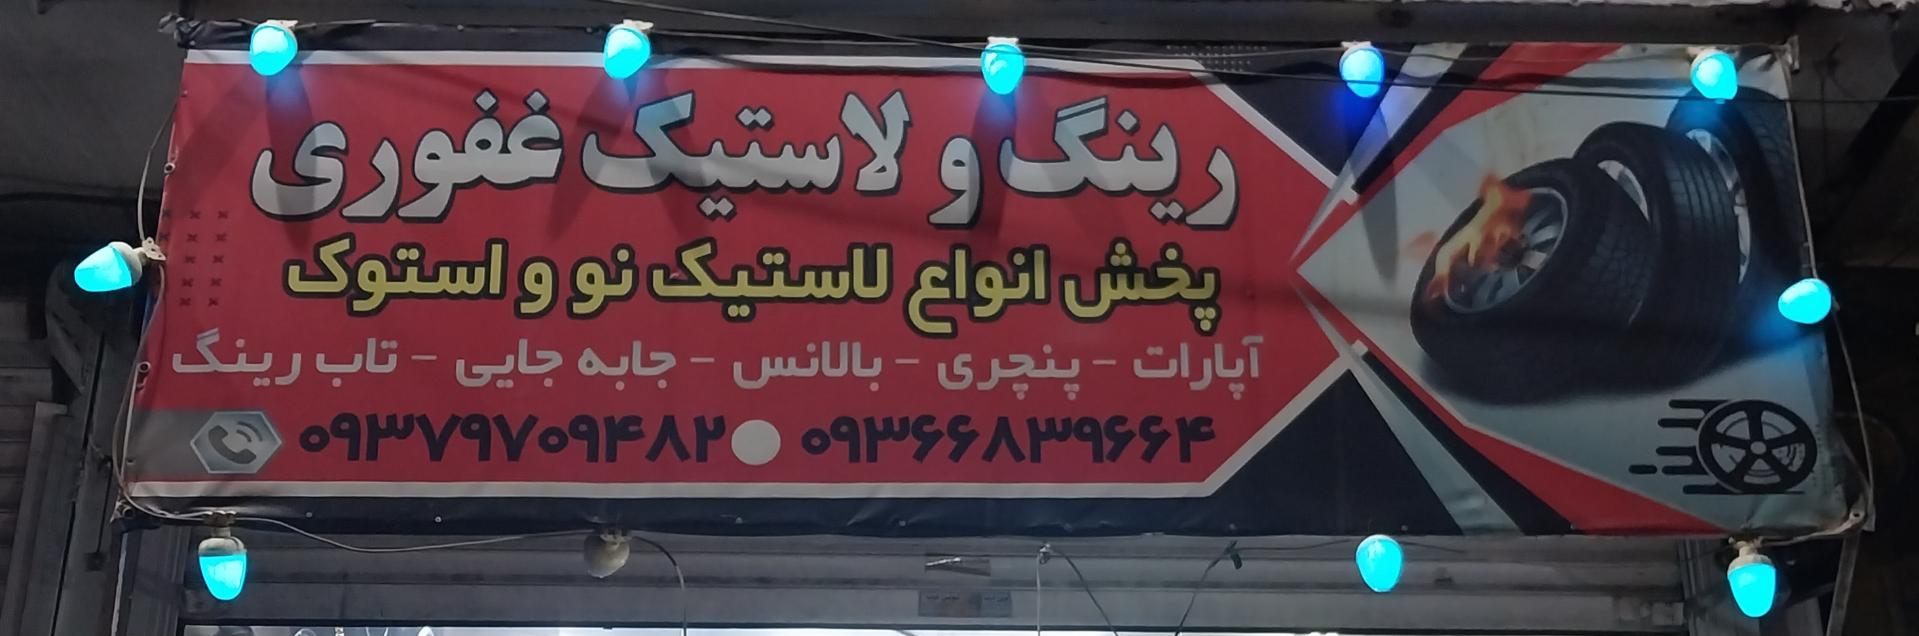 رینگ و لاستیک غفوری
پخش انواع لاستیک نو و استوک
آپارات - پنچری - بالانس - جابه جایی - تاب رینگ
۰۹۳۶۶۸۳۹۶۶۴ ۰۹۳۷۹۷۰۹۴۸۲